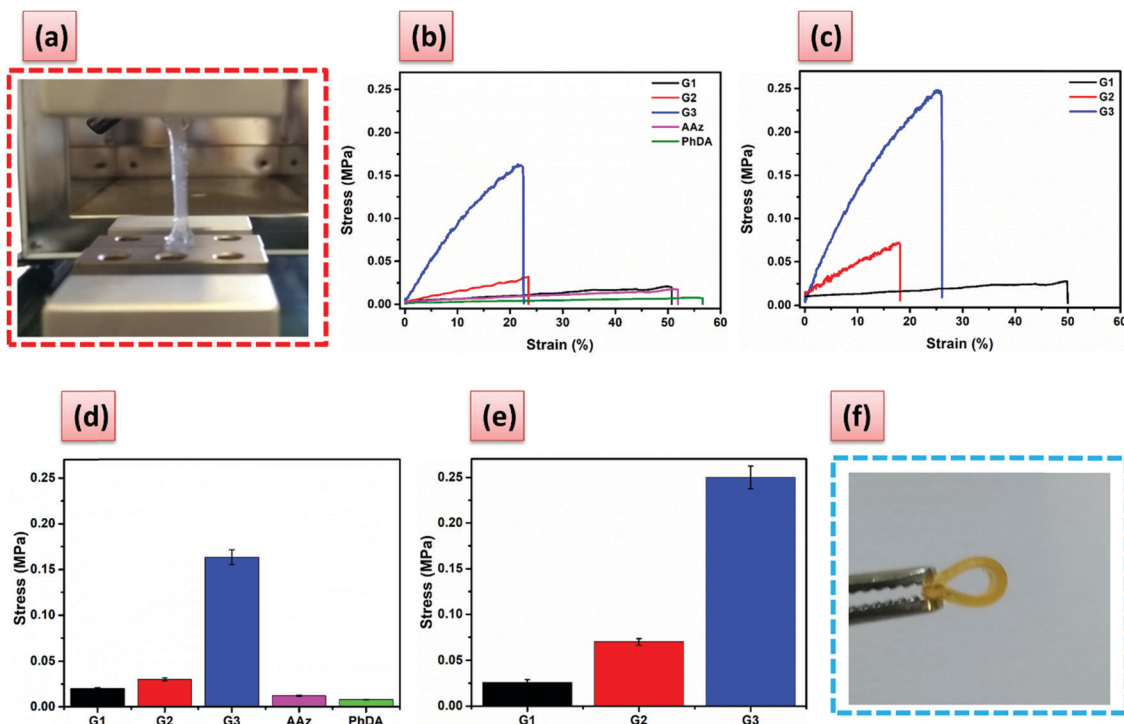 (a)
(b)
(c)
0.25
0.20
0.15
0.10
0.05
0.00
Stress (MPa)
0 10 20 30 40 50 60
Strain (%)
G1
G2
G3
AAz
PhDA
0.25
0.20
0.15
0.10
0.05
0.00
Stress (MPa)
0 10 20 30 40 50 60
Strain (%)
G1
G2
G3
(d)
(e)
(f)
0.25
0.20
0.15
0.10
0.05
0.00
Stress (MPa)
G1 G2 G3 AAz PhDA
0.25
0.20
0.15
0.10
0.05
0.00
Stress (MPa)
G1 G2 G3